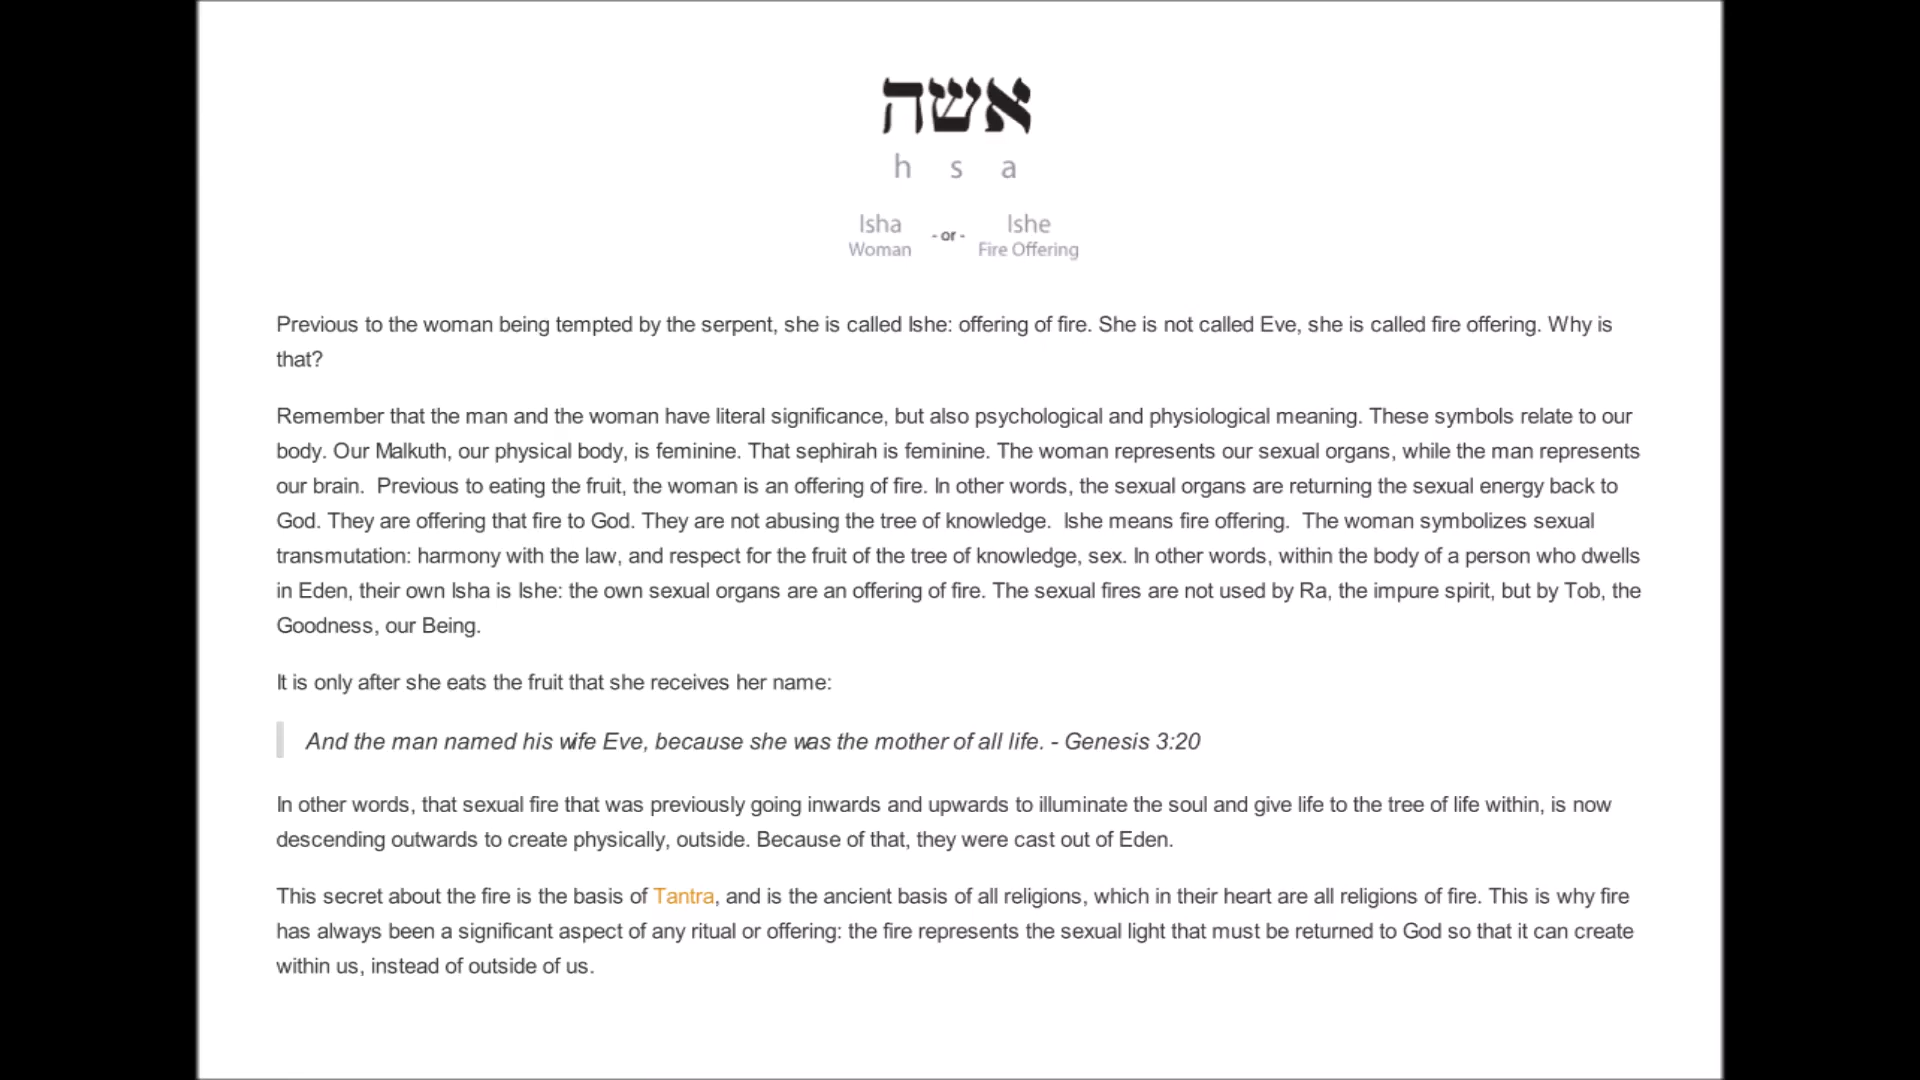 אשה
h s a
Isha - or - Ishe
Woman Fire Offering
Previous to the woman being tempted by the serpent, she is called Ishe: offering of fire. She is not called Eve, she is called fire offering. Why is
that?
Remember that the man and the woman have literal significance, but also psychological and physiological meaning. These symbols relate to our
body. Our Malkuth, our physical body, is feminine. That sephirah is feminine. The woman represents our sexual organs, while the man represents
our brain.  Previous to eating the fruit, the woman is an offering of fire. In other words, the sexual organs are returning the sexual energy back to
God. They are offering that fire to God. They are not abusing the tree of knowledge.  Ishe means fire offering.  The woman symbolizes sexual
transmutation: harmony with the law, and respect for the fruit of the tree of knowledge, sex. In other words, within the body of a person who dwells
in Eden, their own Isha is Ishe: the own sexual organs are an offering of fire. The sexual fires are not used by Ra, the impure spirit, but by Tob, the
Goodness, our Being.
It is only after she eats the fruit that she receives her name:
And the man named his wife Eve, because she was the mother of all life. - Genesis 3:20
In other words, that sexual fire that was previously going inwards and upwards to illuminate the soul and give life to the tree of life within, is now
descending outwards to create physically, outside. Because of that, they were cast out of Eden.
This secret about the fire is the basis of Tantra, and is the ancient basis of all religions, which in their heart are all religions of fire. This is why fire
has always been a significant aspect of any ritual or offering: the fire represents the sexual light that must be returned to God so that it can create
within us, instead of outside of us.